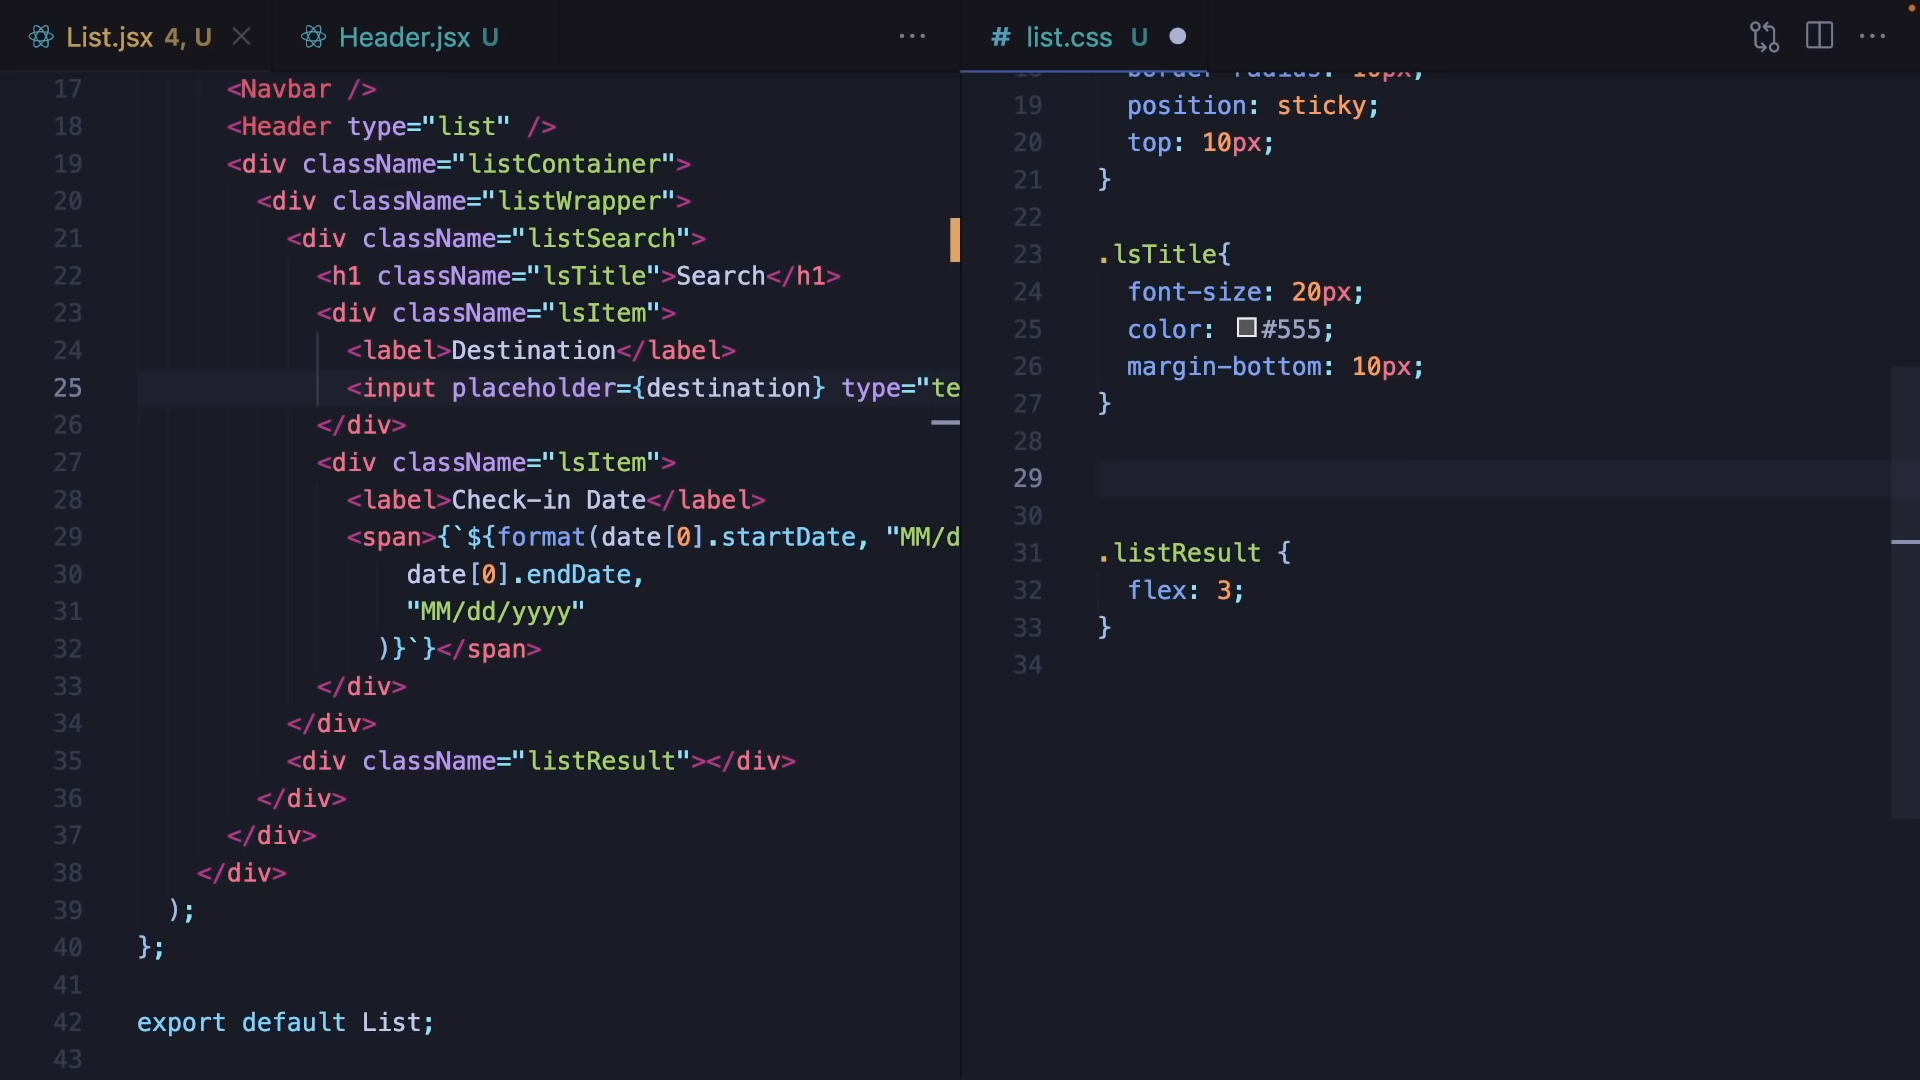 List.jsx 4, U
Header.jsx U
17 <Navbar />
18 <Header type="list" />
19 <div className="listContainer">
20 <div className="listWrapper">
21 <div className="listSearch">
22 <h1 className="lsTitle">Search</h1>
23 <div className="lsItem">
24 <label>Destination</label>
25 <input placeholder={destination} type="te
26 </div>
27 <div className="lsItem">
28 <label>Check-in Date</label>
29 <span>{`${format(date[0].startDate, "MM/d
30 date[0].endDate,
31 "MM/dd/yyyy"
32 )}`}</span>
33 </div>
34 </div>
35 <div className="listResult"></div>
36 </div>
37 </div>
38 </div>
39 );
40 };
41
42 export default List;
43
# list.css U
18 border-radius: 10px;
19 position: sticky;
20 top: 10px;
21 }
22
23 .lsTitle{
24 font-size: 20px;
25 color: #555;
26 margin-bottom: 10px;
27 }
28
29
30
31 .listResult {
32 flex: 3;
33 }
34